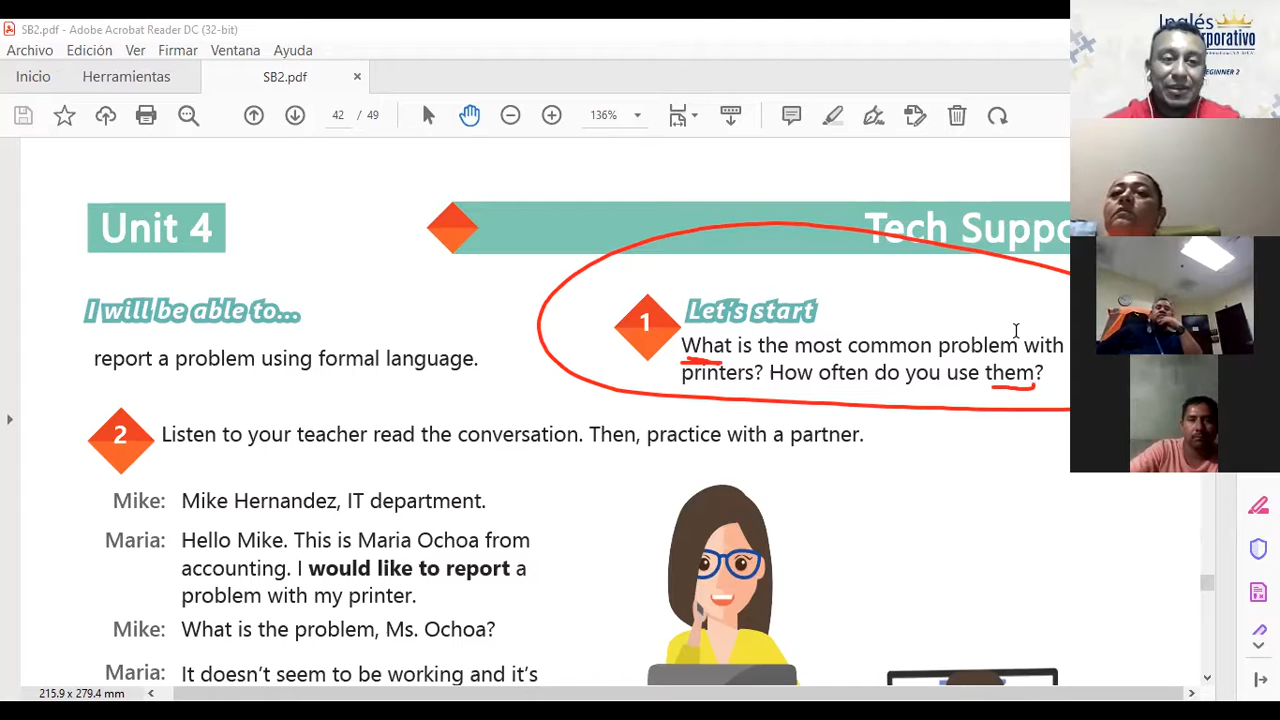 SB2.pdf - Adobe Acrobat Reader DC (32-bit)
Archivo Edición Ver Firmar Ventana Ayuda
Inicio Herramientas SB2.pdf ×
42 / 49 136%
Inglés
orporativo
EGINNER 2
Unit 4
Tech Suppo
I will be able to...
report a problem using formal language.
1 Let's start
What is the most common problem with
printers? How often do you use them?
2 Listen to your teacher read the conversation. Then, practice with a partner.
Mike: Mike Hernandez, IT department.
Maria: Hello Mike. This is Maria Ochoa from
accounting. I would like to report a
problem with my printer.
Mike: What is the problem, Ms. Ochoa?
Maria: It doesn't seem to be working and it's
215.9 x 279.4 mm